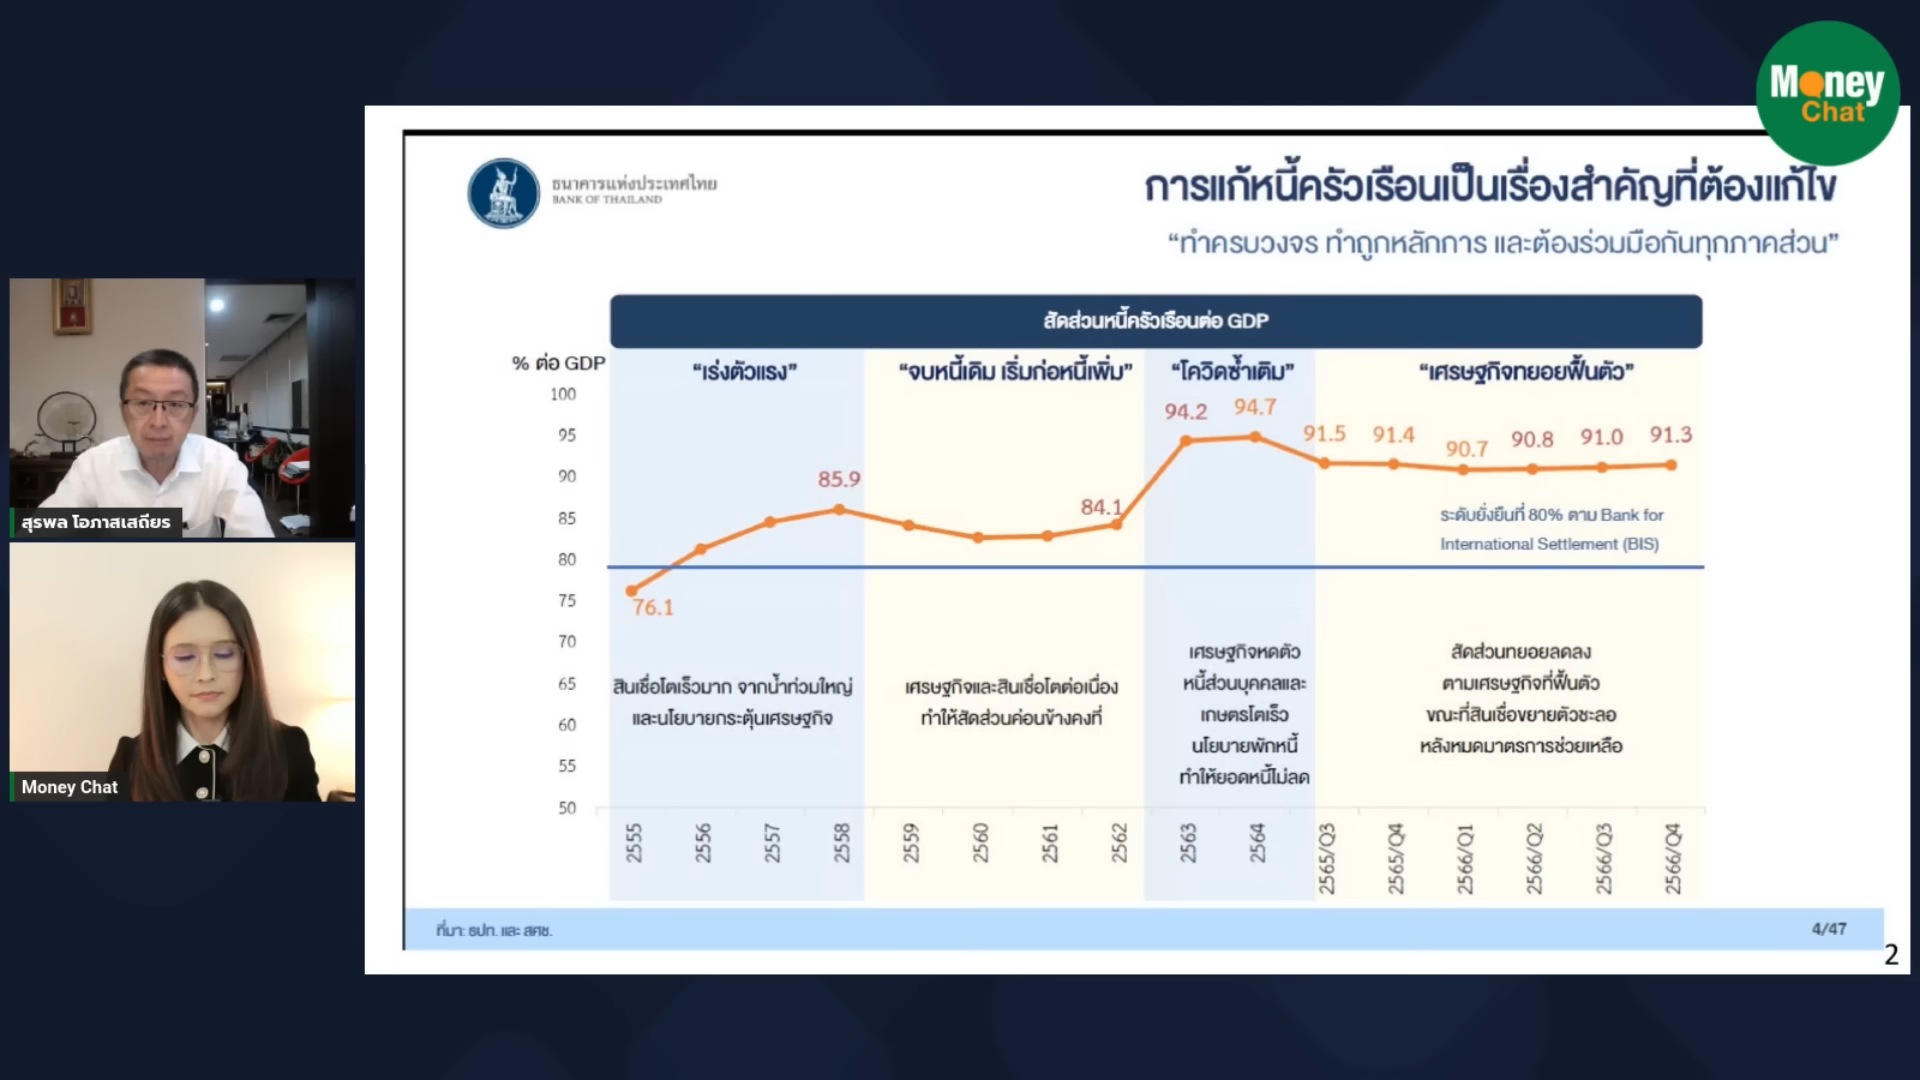 Money
Chat
ธนาคารแห่งประเทศไทย
BANK OF THAILAND
การแก้หนี้ครัวเรือนเป็นเรื่องสำคัญที่ต้องแก้ไข
“ทำครบวงจร ทำถูกหลักการ และต้องร่วมมือกันทุกภาคส่วน”
สัดส่วนหนี้ครัวเรือนต่อ GDP
% ต่อ GDP
“เร่งตัวแรง”
“จบหนี้เดิม เริ่มก่อหนี้เพิ่ม”
“โควิดซ้ำเติม”
“เศรษฐกิจทยอยฟื้นตัว”
100
95
90
85
80
75
70
65
60
55
50
76.1
85.9
84.1
94.2
94.7
91.5
91.4
90.7
90.8
91.0
91.3
ระดับยั่งยืนที่ 80% ตาม Bank for
International Settlement (BIS)
สินเชื่อโตเร็วมาก จากน้ำท่วมใหญ่
และนโยบายกระตุ้นเศรษฐกิจ
เศรษฐกิจและสินเชื่อโตต่อเนื่อง
ทำให้สัดส่วนค่อนข้างคงที่
เศรษฐกิจหดตัว
หนี้ส่วนบุคคลและ
เกษตรโตเร็ว
นโยบายพักหนี้
ทำให้ยอดหนี้ไม่ลด
สัดส่วนทยอยลดลง
ตามเศรษฐกิจที่ฟื้นตัว
ขณะที่สินเชื่อขยายตัวชะลอ
หลังหมดมาตรการช่วยเหลือ
2555
2556
2557
2558
2559
2560
2561
2562
2563
2564
2565/Q3
2565/Q4
2566/Q1
2566/Q2
2566/Q3
2566/Q4
ที่มา: ธปท. และ สศช.
4/47
2
สุรพล โอภาสเสถียร
Money Chat